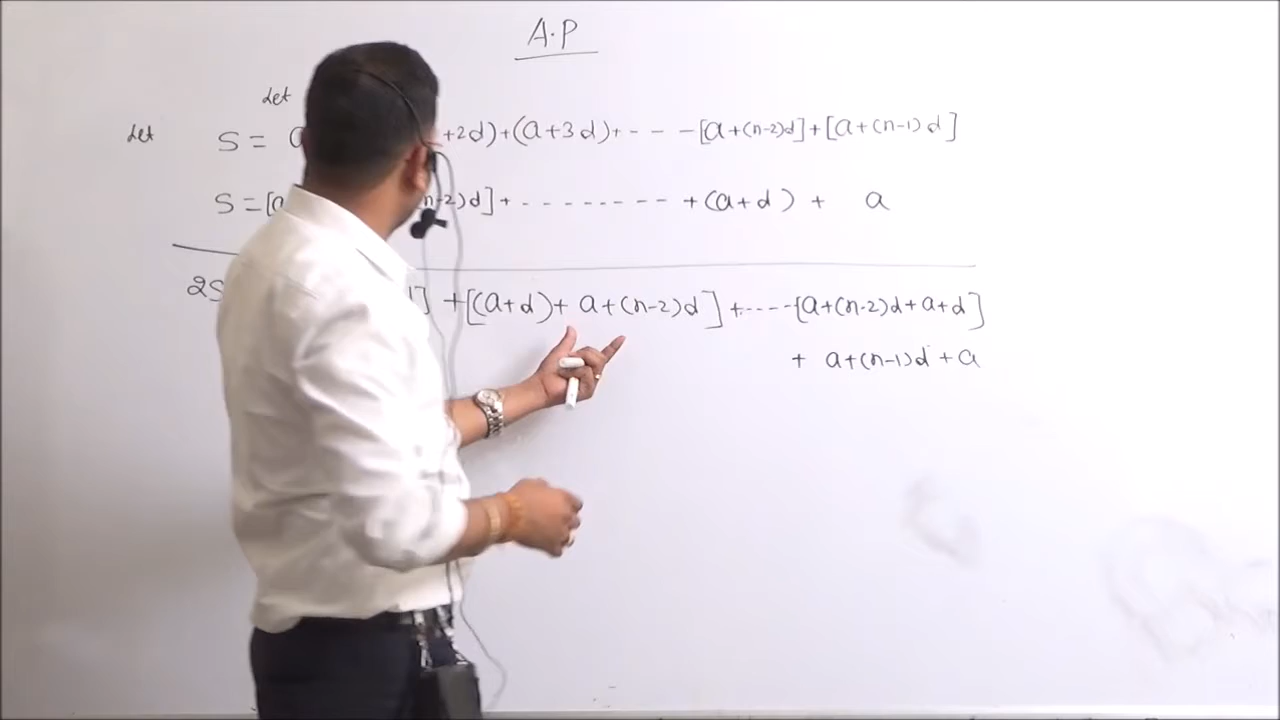 A.P
Let
Let S = +2d)+(a+3d)+----[a+(n-2)d]+[a+(n-1)d]
S=[a -2)d]+--------+(a+d) + a
2S +[(a+d)+ a+(n-2)d]+----[a+(n-2)d+a+d]
+ a+(n-1)d+a